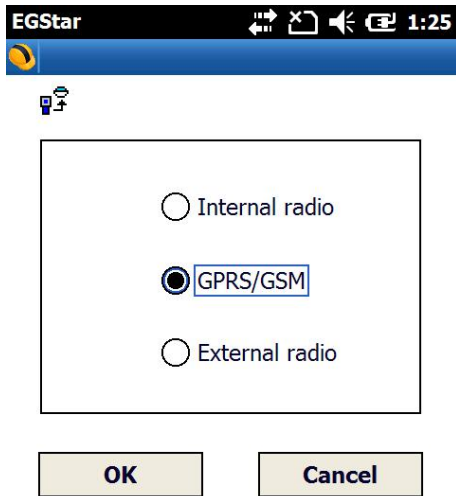 EGStar 1:25
Internal radio
GPRS/GSM
External radio
OK Cancel